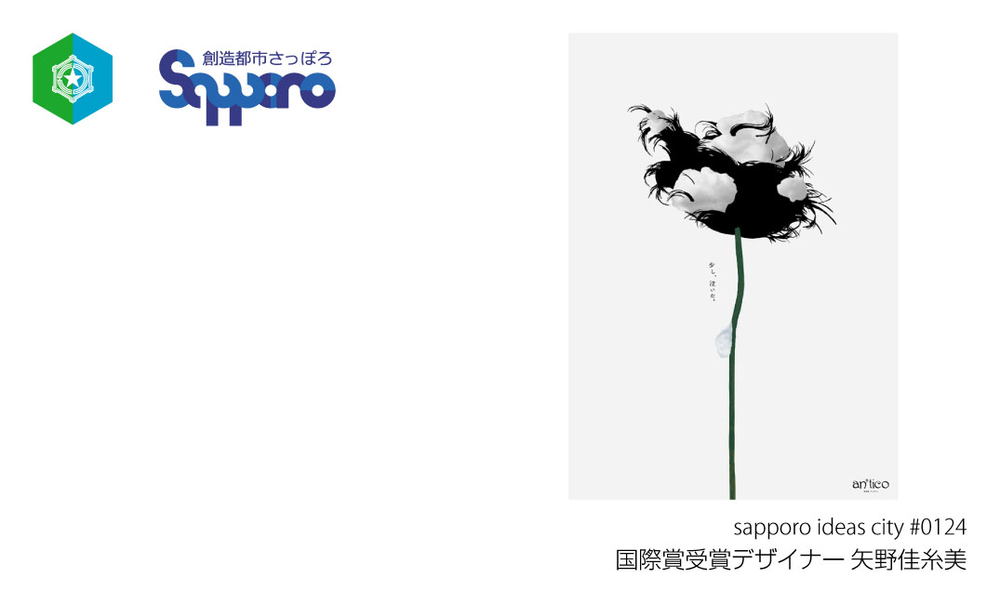 創造都市さっぽろ
Sapporo
少し、泣いた。
an*tico
sapporo ideas city #0124
国際賞受賞デザイナー 矢野佳糸美